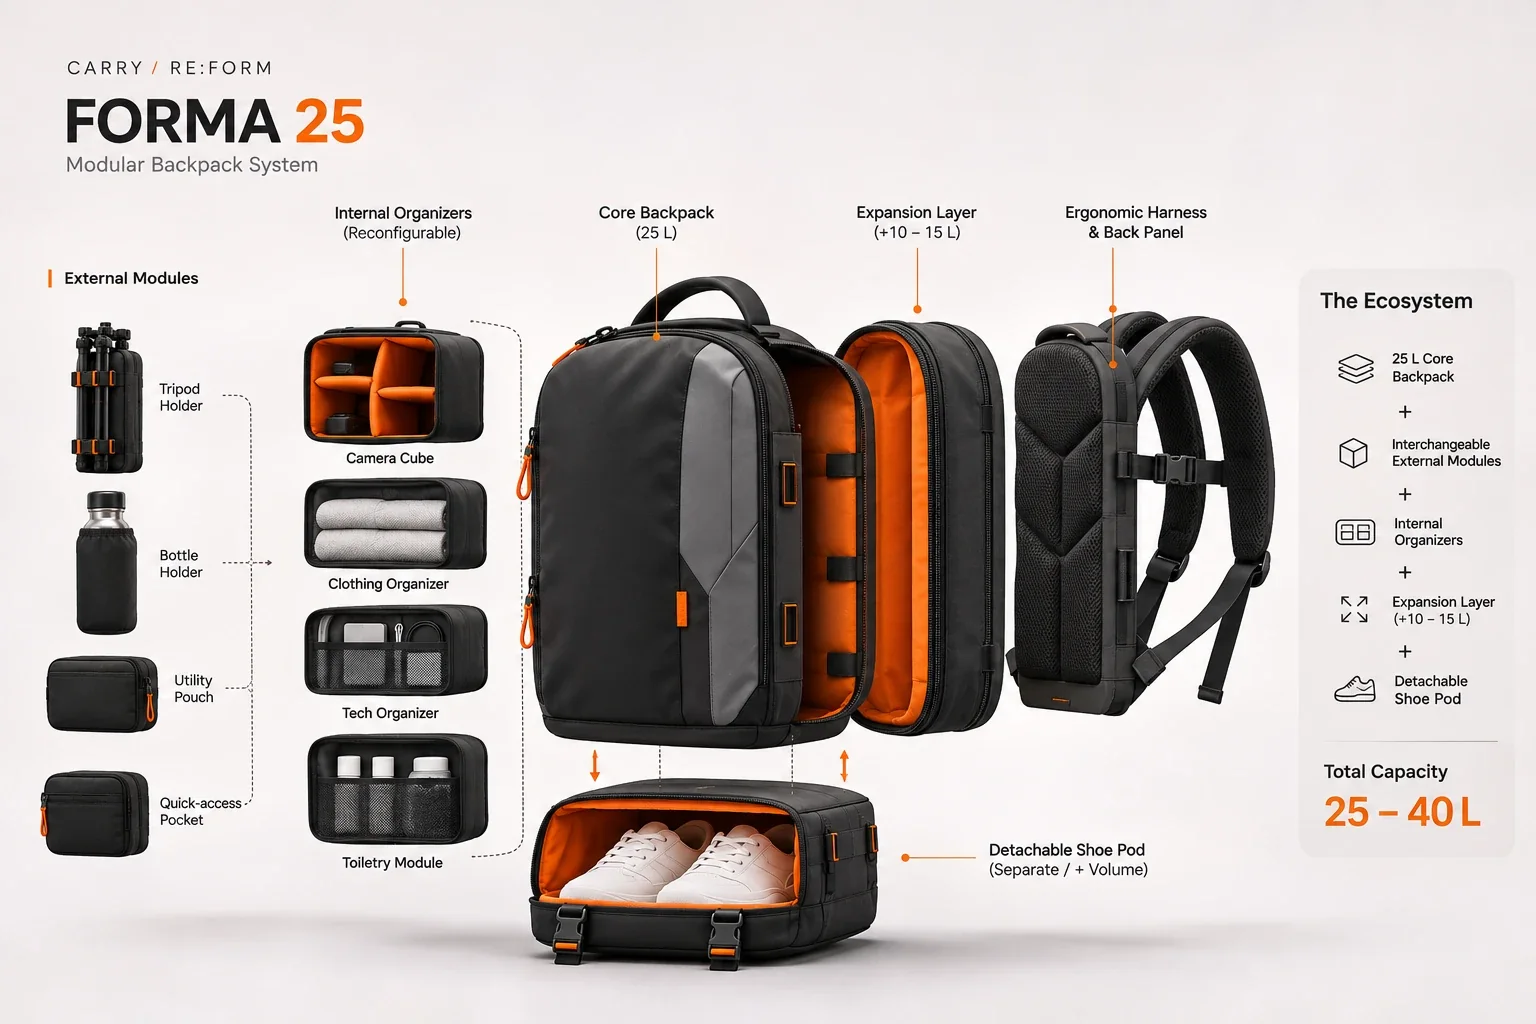 CARRY / RE:FORM
FORMA 25
Modular Backpack System
Internal Organizers
(Reconfigurable)
Core Backpack
(25 L)
Expansion Layer
(+10 – 15 L)
Ergonomic Harness
& Back Panel
External Modules
Tripod
Holder
Bottle
Holder
Utility
Pouch
Quick-access
Pocket
Camera Cube
Clothing Organizer
Tech Organizer
Toiletry Module
Detachable Shoe Pod
(Separate / + Volume)
The Ecosystem
25 L Core
Backpack
+
Interchangeable
External Modules
+
Internal
Organizers
+
Expansion Layer
(+10 – 15 L)
+
Detachable
Shoe Pod
Total Capacity
25 – 40 L